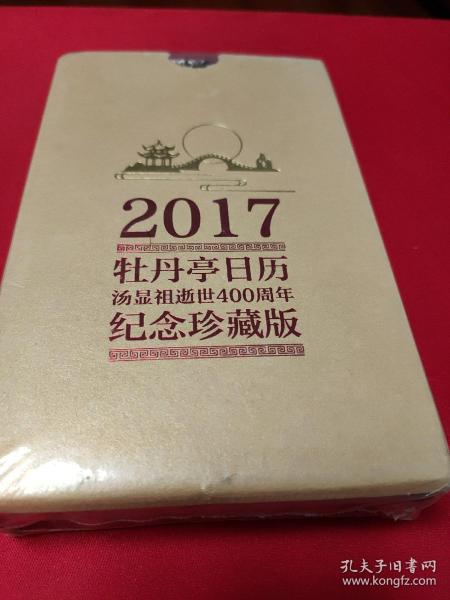 2017
牡丹亭日历
汤显祖逝世400周年
纪念珍藏版
孔夫子旧书网
www.kongfz.com